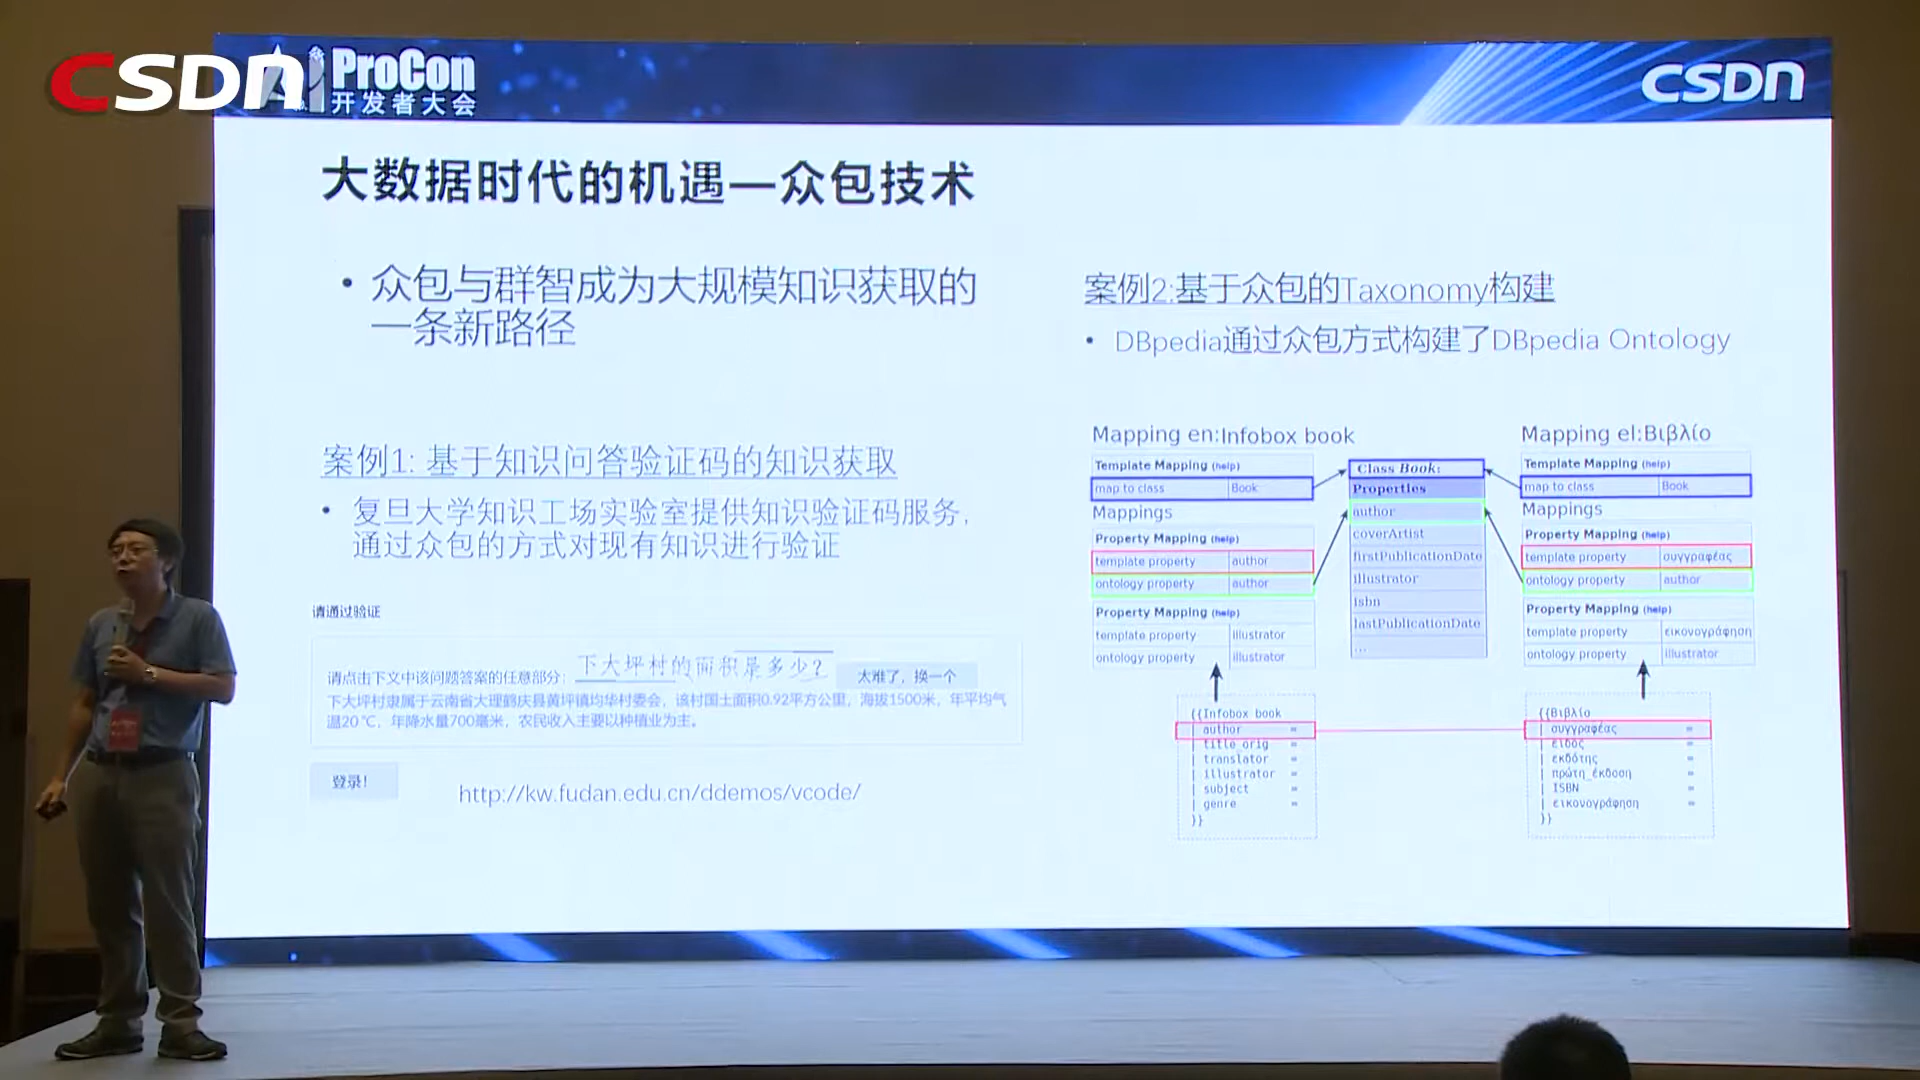 CSDN
AI ProCon
开发者大会
CSDN
大数据时代的机遇—众包技术
• 众包与群智成为大规模知识获取的
一条新路径
案例1: 基于知识问答验证码的知识获取
• 复旦大学知识工场实验室提供知识验证码服务，
通过众包的方式对现有知识进行验证
请通过验证
请点击下文中该问题答案的任意部分： 下大坪村的面积是多少？ 太难了，换一个
下大坪村隶属于云南省大理鹤庆县黄坪镇均华村委会，该村国土面积0.92平方公里，海拔1500米，年平均气
温20℃，年降水量700毫米，农民收入主要以种植业为主。
登录!
http://kw.fudan.edu.cn/ddemos/vcode/
案例2:基于众包的Taxonomy构建
• DBpedia通过众包方式构建了DBpedia Ontology
Mapping en:Infobox book
Template Mapping (help)
map to class Book
Mappings
Property Mapping (help)
template property author
ontology property author
Property Mapping (help)
template property illustrator
ontology property illustrator
{{Infobox book
| author =
| title_orig =
| translator =
| illustrator =
| subject =
| genre =
}}
Class Book:
Properties
author
coverArtist
firstPublicationDate
illustrator
isbn
lastPublicationDate
...
Mapping el:Βιβλίο
Template Mapping (help)
map to class Book
Mappings
Property Mapping (help)
template property συγγραφέας
ontology property author
Property Mapping (help)
template property εικονογράφηση
ontology property illustrator
{{Βιβλίο
| συγγραφέας =
| είδος =
| εκδότης =
| πρώτη_έκδοση =
| ISBN =
| εικονογράφηση =
}}